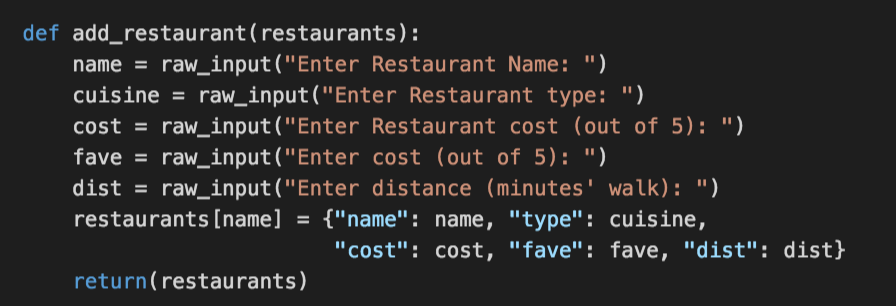 def add_restaurant(restaurants):
    name = raw_input("Enter Restaurant Name: ")
    cuisine = raw_input("Enter Restaurant type: ")
    cost = raw_input("Enter Restaurant cost (out of 5): ")
    fave = raw_input("Enter cost (out of 5): ")
    dist = raw_input("Enter distance (minutes' walk): ")
    restaurants[name] = {"name": name, "type": cuisine,
                         "cost": cost, "fave": fave, "dist": dist}
    return(restaurants)